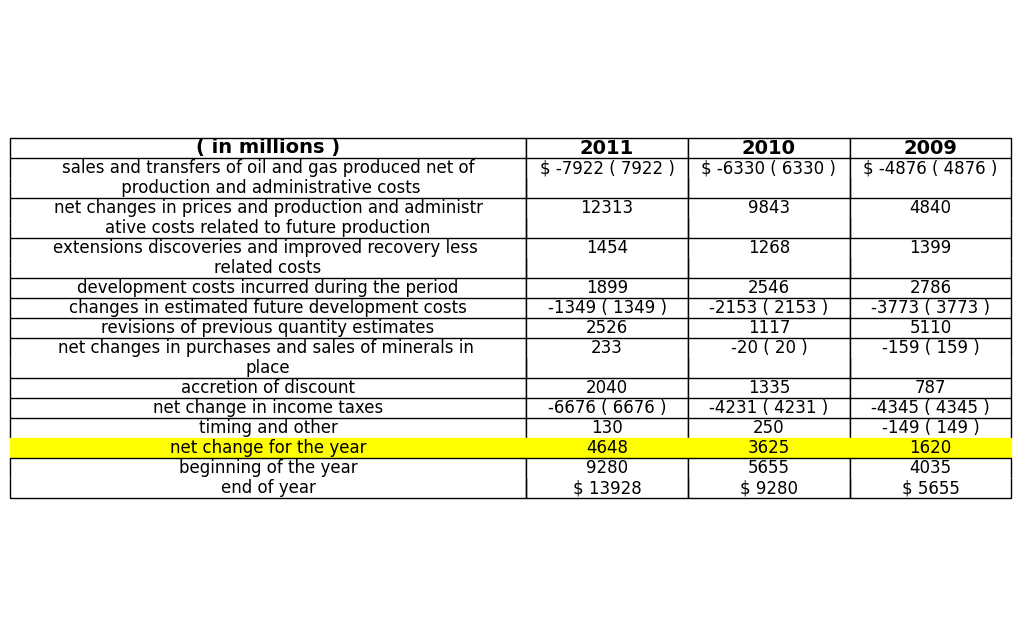 ( in millions ) 2011 2010 2009
sales and transfers of oil and gas produced net of $ -7922 ( 7922 ) $ -6330 ( 6330 ) $ -4876 ( 4876 )
production and administrative costs
net changes in prices and production and administr 12313 9843 4840
ative costs related to future production
extensions discoveries and improved recovery less 1454 1268 1399
related costs
development costs incurred during the period 1899 2546 2786
changes in estimated future development costs -1349 ( 1349 ) -2153 ( 2153 ) -3773 ( 3773 )
revisions of previous quantity estimates 2526 1117 5110
net changes in purchases and sales of minerals in 233 -20 ( 20 ) -159 ( 159 )
place
accretion of discount 2040 1335 787
net change in income taxes -6676 ( 6676 ) -4231 ( 4231 ) -4345 ( 4345 )
timing and other 130 250 -149 ( 149 )
net change for the year 4648 3625 1620
beginning of the year 9280 5655 4035
end of year $ 13928 $ 9280 $ 5655